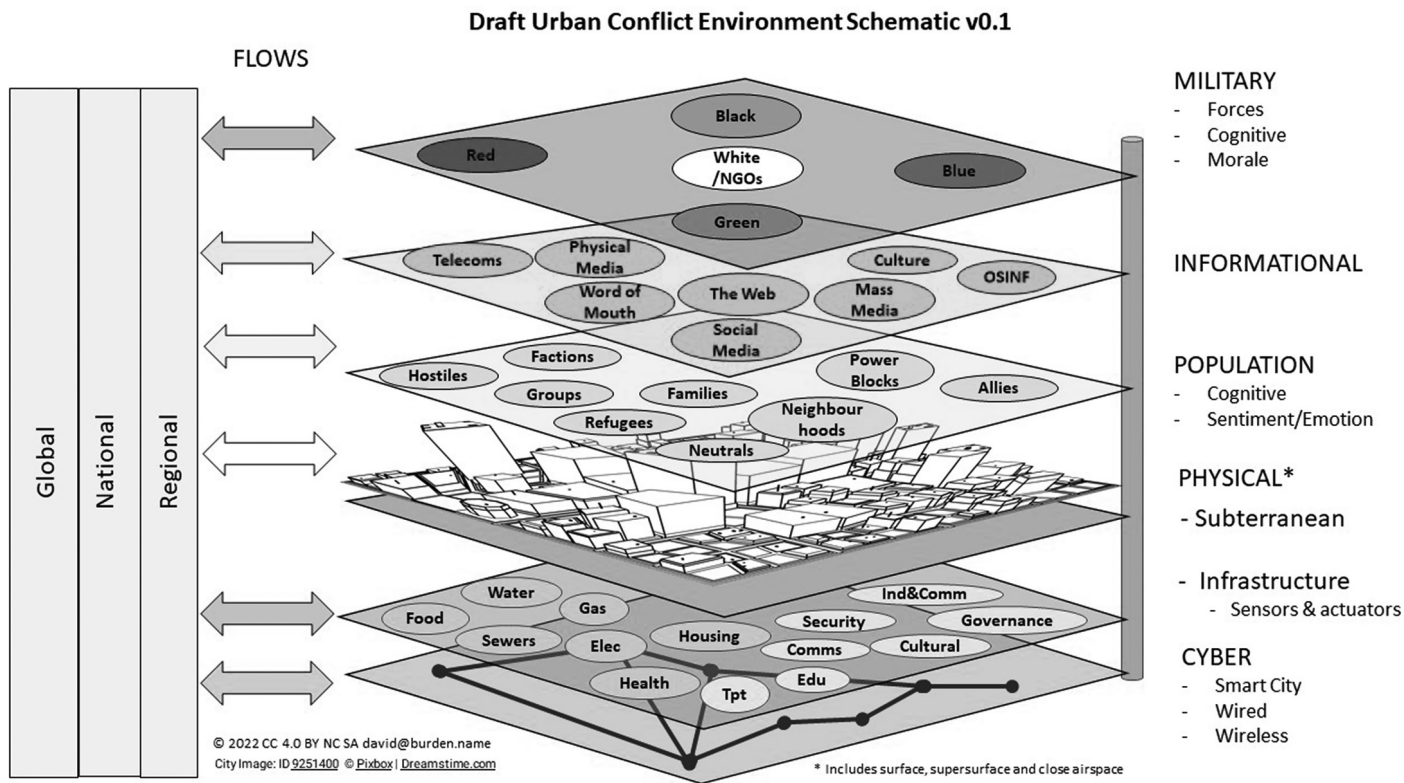 Draft Urban Conflict Environment Schematic v0.1
FLOWS
Global
National
Regional
Black
Red
White
/NGOs
Blue
Green
MILITARY
- Forces
- Cognitive
- Morale
Telecoms
Physical
Media
Culture
OSINF
Word of
Mouth
The Web
Mass
Media
Social
Media
INFORMATIONAL
Hostiles
Factions
Groups
Families
Power
Blocks
Allies
Refugees
Neighbour
hoods
Neutrals
POPULATION
- Cognitive
- Sentiment/Emotion
PHYSICAL*
- Subterranean
- Infrastructure
- Sensors & actuators
Water
Food
Gas
Sewers
Elec
Housing
Ind&Comm
Security
Governance
Comms
Cultural
Health
Tpt
Edu
CYBER
- Smart City
- Wired
- Wireless
© 2022 CC 4.0 BY NC SA david@burden.name
City Image: ID 9251400 © Pixbox | Dreamstime.com
* Includes surface, supersurface and close airspace